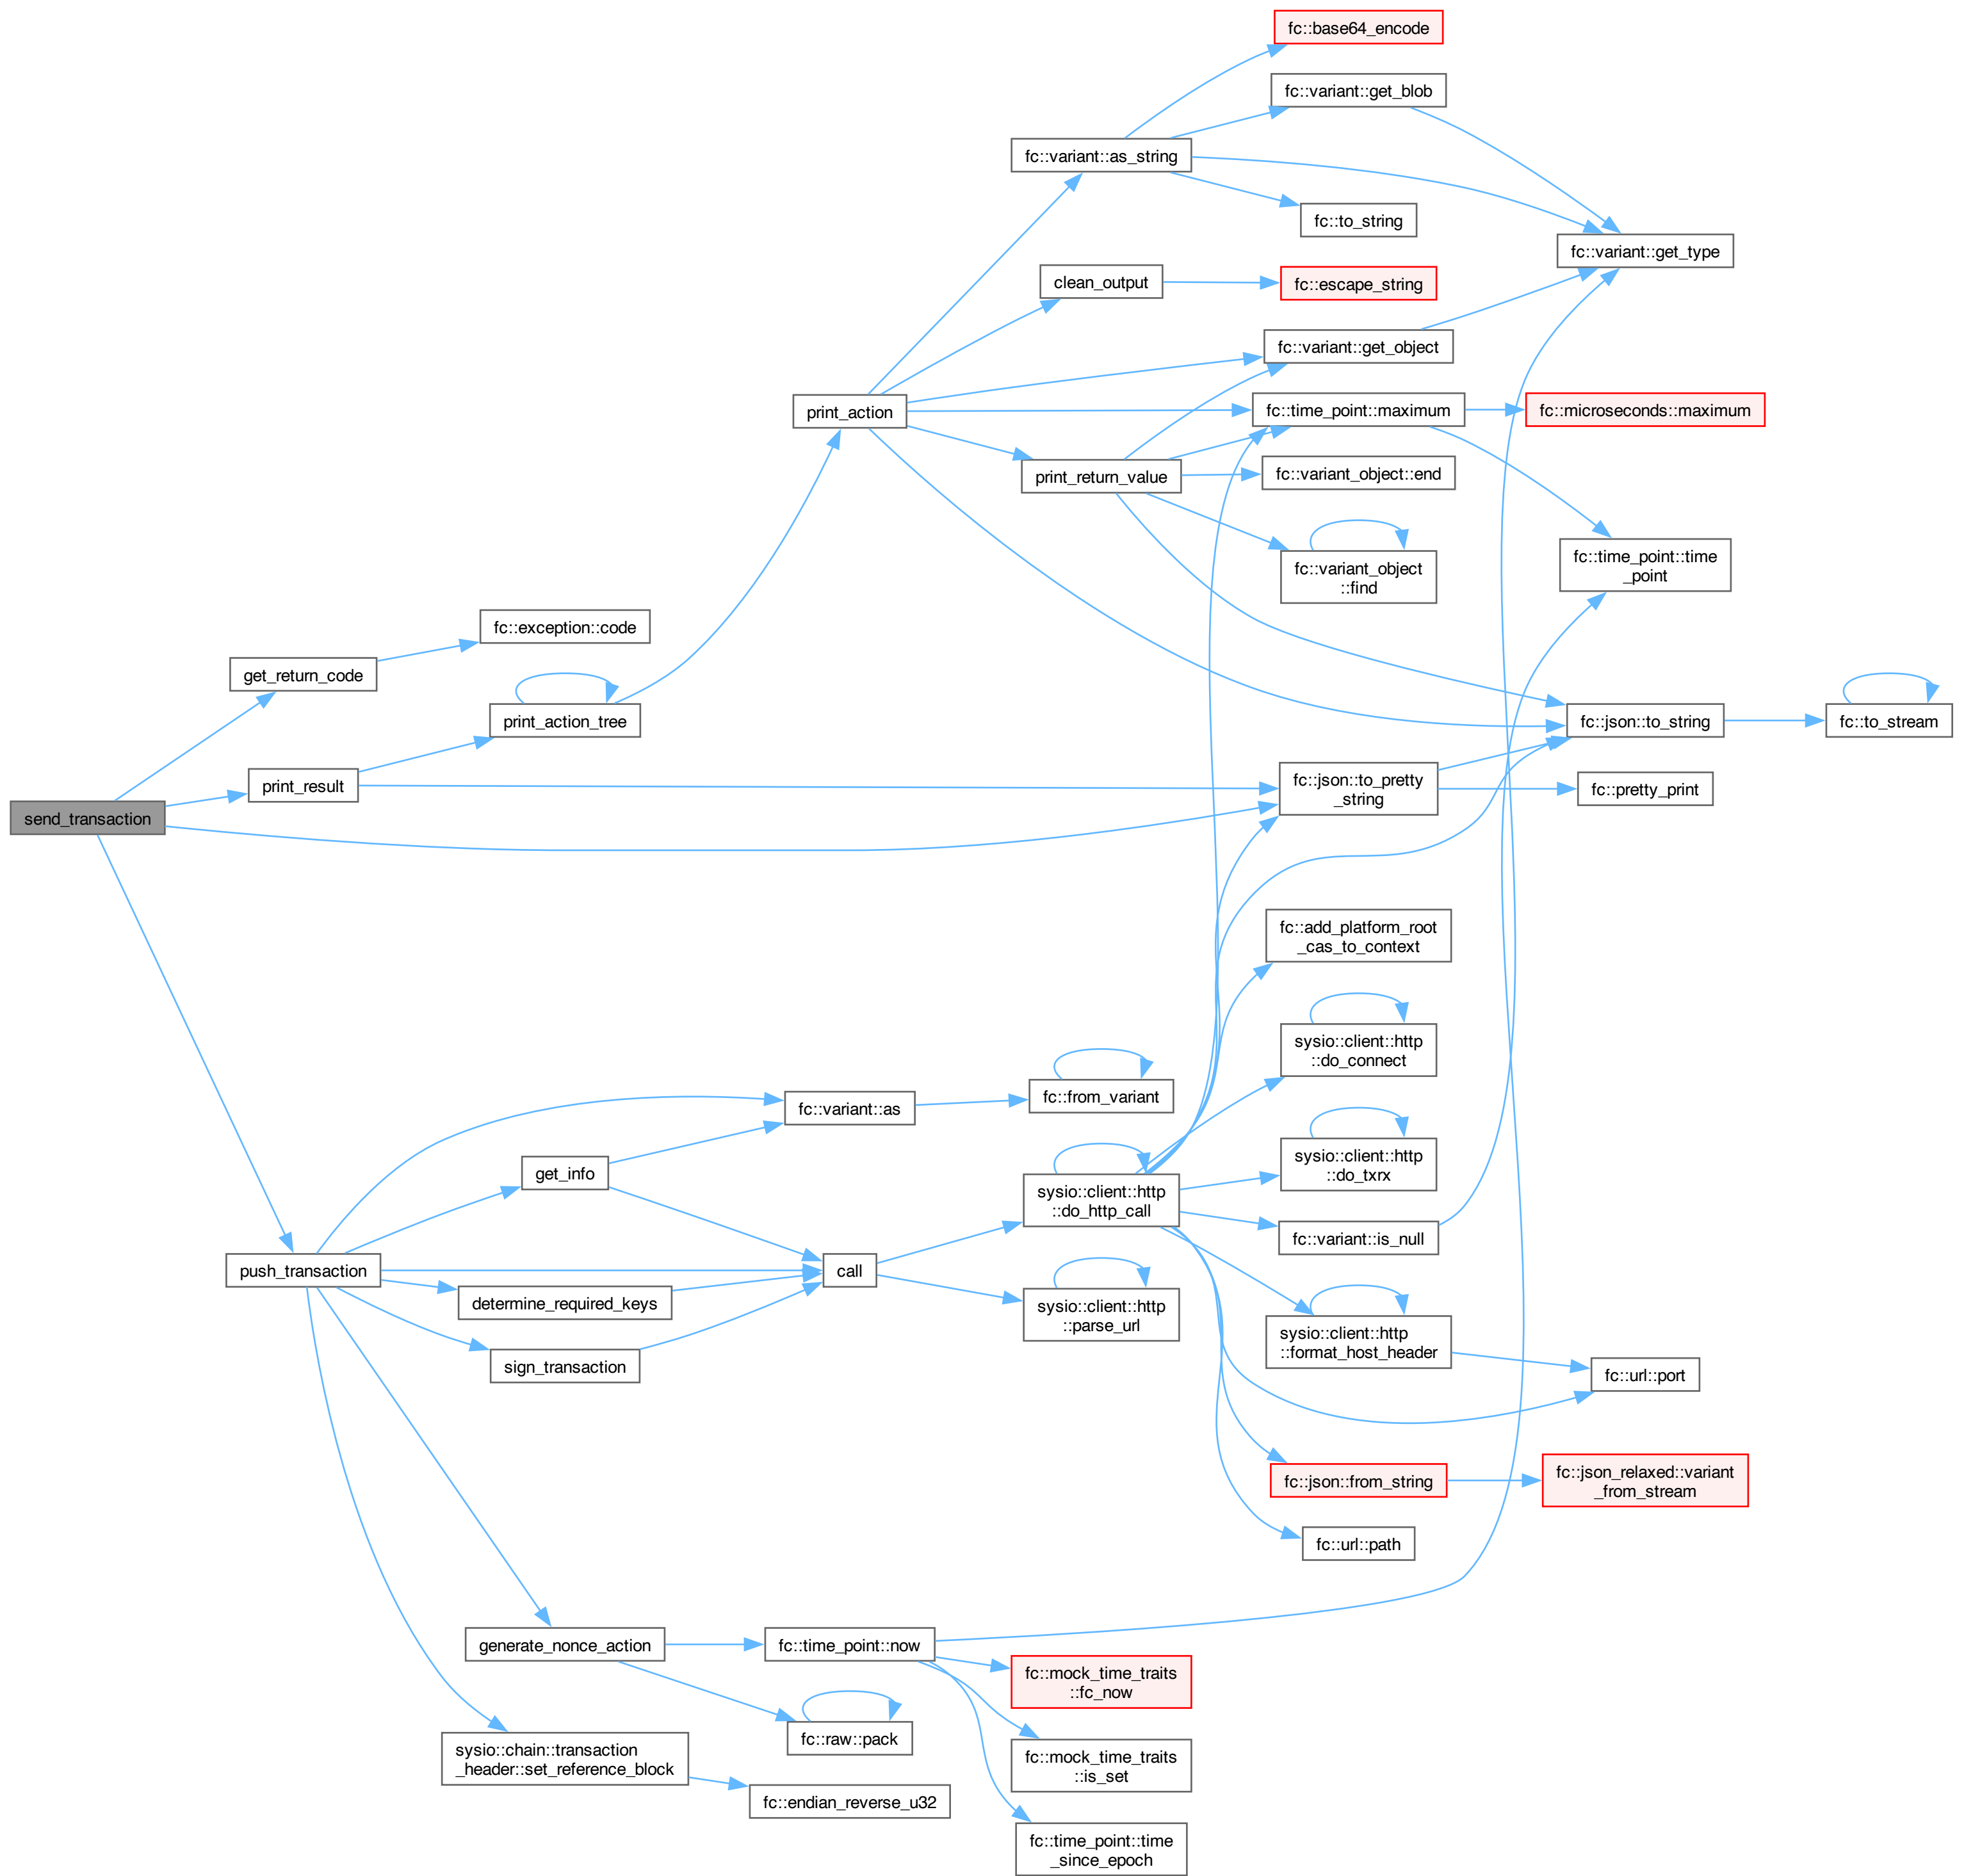 fc::base64_encode
fc::variant::get_blob
fc::variant::as_string
fc::to_string
fc::variant::get_type
clean_output
fc::escape_string
fc::variant::get_object
print_action
fc::time_point::maximum
fc::microseconds::maximum
print_return_value
fc::variant_object::end
fc::variant_object
::find
fc::time_point::time
_point
fc::exception::code
get_return_code
print_action_tree
fc::json::to_string
fc::to_stream
print_result
fc::json::to_pretty
_string
fc::pretty_print
send_transaction
fc::add_platform_root
_cas_to_context
sysio::client::http
::do_connect
fc::from_variant
fc::variant::as
sysio::client::http
::do_txrx
get_info
sysio::client::http
::do_http_call
fc::variant::is_null
push_transaction
call
determine_required_keys
sysio::client::http
::parse_url
sysio::client::http
::format_host_header
sign_transaction
fc::url::port
fc::json::from_string
fc::json_relaxed::variant
_from_stream
fc::url::path
generate_nonce_action
fc::time_point::now
fc::mock_time_traits
::fc_now
fc::raw::pack
sysio::chain::transaction
_header::set_reference_block
fc::mock_time_traits
::is_set
fc::endian_reverse_u32
fc::time_point::time
_since_epoch